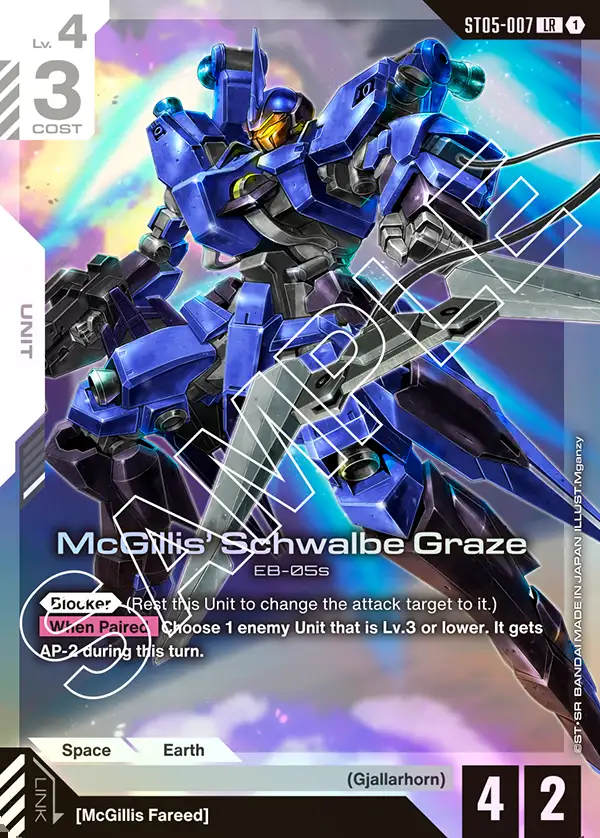 Lv. 4
3
COST
ST05-007 LR 1
UNIT
SAMPLE
McGillis' Schwalbe Graze
EB-05s
Blocker (Rest this Unit to change the attack target to it.)
When Paired Choose 1 enemy Unit that is Lv.3 or lower. It gets
AP-2 during this turn.
©ST・SR BANDAI MADE IN JAPAN ILLUST.Mganzy
Space Earth
(Gjallarhorn)
LINK
[McGillis Fareed]
4 2